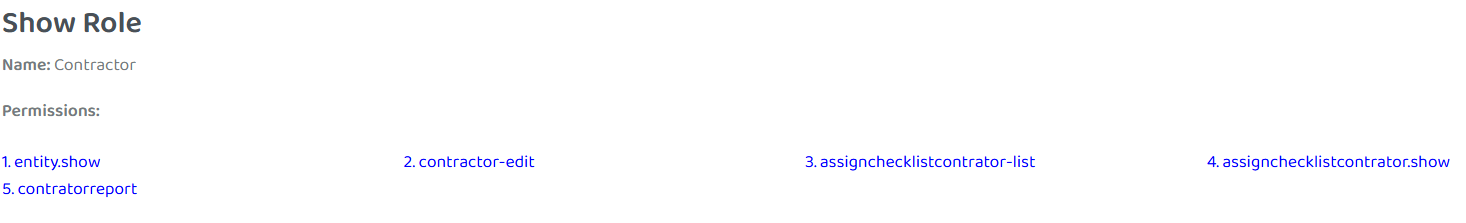 Show Role
Name: Contractor
Permissions:
1. entity.show 2. contractor-edit 3. assignchecklistcontrator-list 4. assignchecklistcontrator.show
5. contratorreport